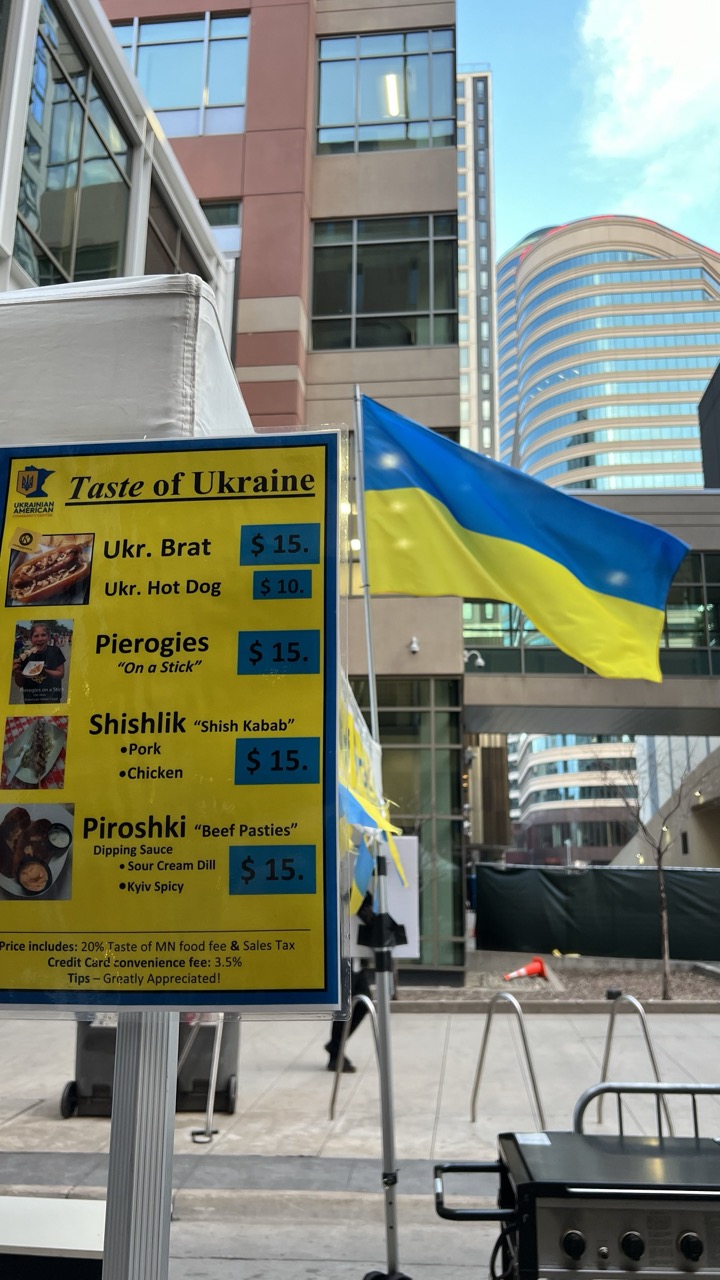 Taste of Ukraine
UKRAINIAN
AMERICAN
COMMUNITY CENTER
Ukr. Brat $ 15.
Ukr. Hot Dog $ 10.
Pierogies $ 15.
"On a Stick"
Shishlik "Shish Kabab"
•Pork
$ 15.
•Chicken
Piroshki "Beef Pasties"
Dipping Sauce
•Sour Cream Dill
$ 15.
•Kyiv Spicy
Price includes: 20% Taste of MN food fee & Sales Tax
Credit Card convenience fee: 3.5%
Tips – Greatly Appreciated!